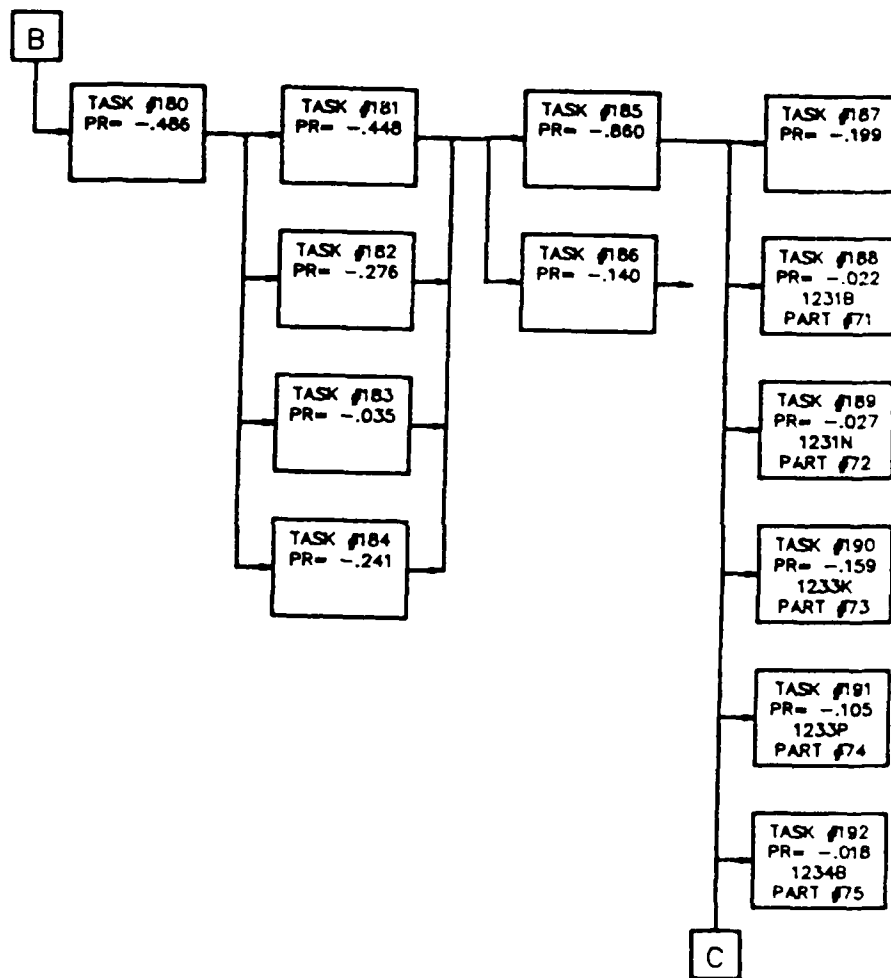 B
TASK #180
PR= -.486
TASK #181
PR= -.448
TASK #182
PR= -.276
TASK #183
PR= -.035
TASK #184
PR= -.241
TASK #185
PR= -.860
TASK #186
PR= -.140
TASK #187
PR= -.199
TASK #188
PR= -.022
1231B
PART #71
TASK #189
PR= -.027
1231N
PART #72
TASK #190
PR= -.159
1233K
PART #73
TASK #191
PR= -.105
1233P
PART #74
TASK #192
PR= -.018
1234B
PART #75
C